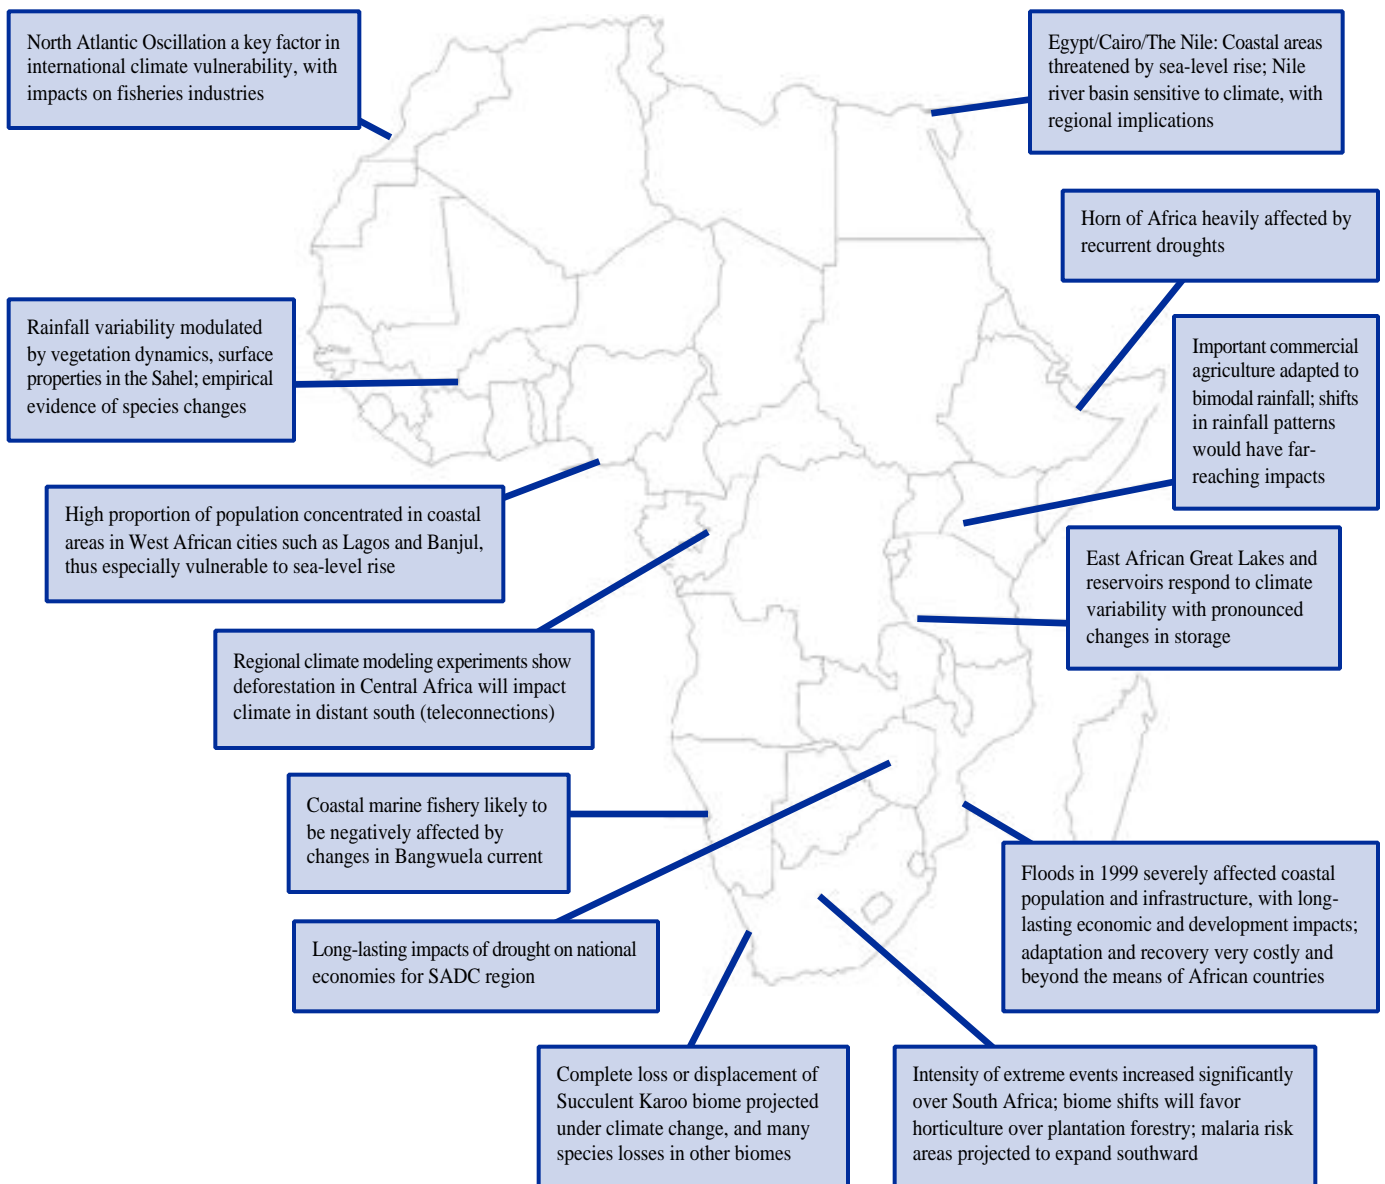 North Atlantic Oscillation a key factor in
international climate vulnerability, with
impacts on fisheries industries
Egypt/Cairo/The Nile: Coastal areas
threatened by sea-level rise; Nile
river basin sensitive to climate, with
regional implications
Horn of Africa heavily affected by
recurrent droughts
Rainfall variability modulated
by vegetation dynamics, surface
properties in the Sahel; empirical
evidence of species changes
Important commercial
agriculture adapted to
bimodal rainfall; shifts
in rainfall patterns
would have far-
reaching impacts
High proportion of population concentrated in coastal
areas in West African cities such as Lagos and Banjul,
thus especially vulnerable to sea-level rise
East African Great Lakes and
reservoirs respond to climate
variability with pronounced
changes in storage
Regional climate modeling experiments show
deforestation in Central Africa will impact
climate in distant south (teleconnections)
Coastal marine fishery likely to
be negatively affected by
changes in Bangwuela current
Floods in 1999 severely affected coastal
population and infrastructure, with long-
lasting economic and development impacts;
adaptation and recovery very costly and
beyond the means of African countries
Long-lasting impacts of drought on national
economies for SADC region
Complete loss or displacement of
Succulent Karoo biome projected
under climate change, and many
species losses in other biomes
Intensity of extreme events increased significantly
over South Africa; biome shifts will favor
horticulture over plantation forestry; malaria risk
areas projected to expand southward